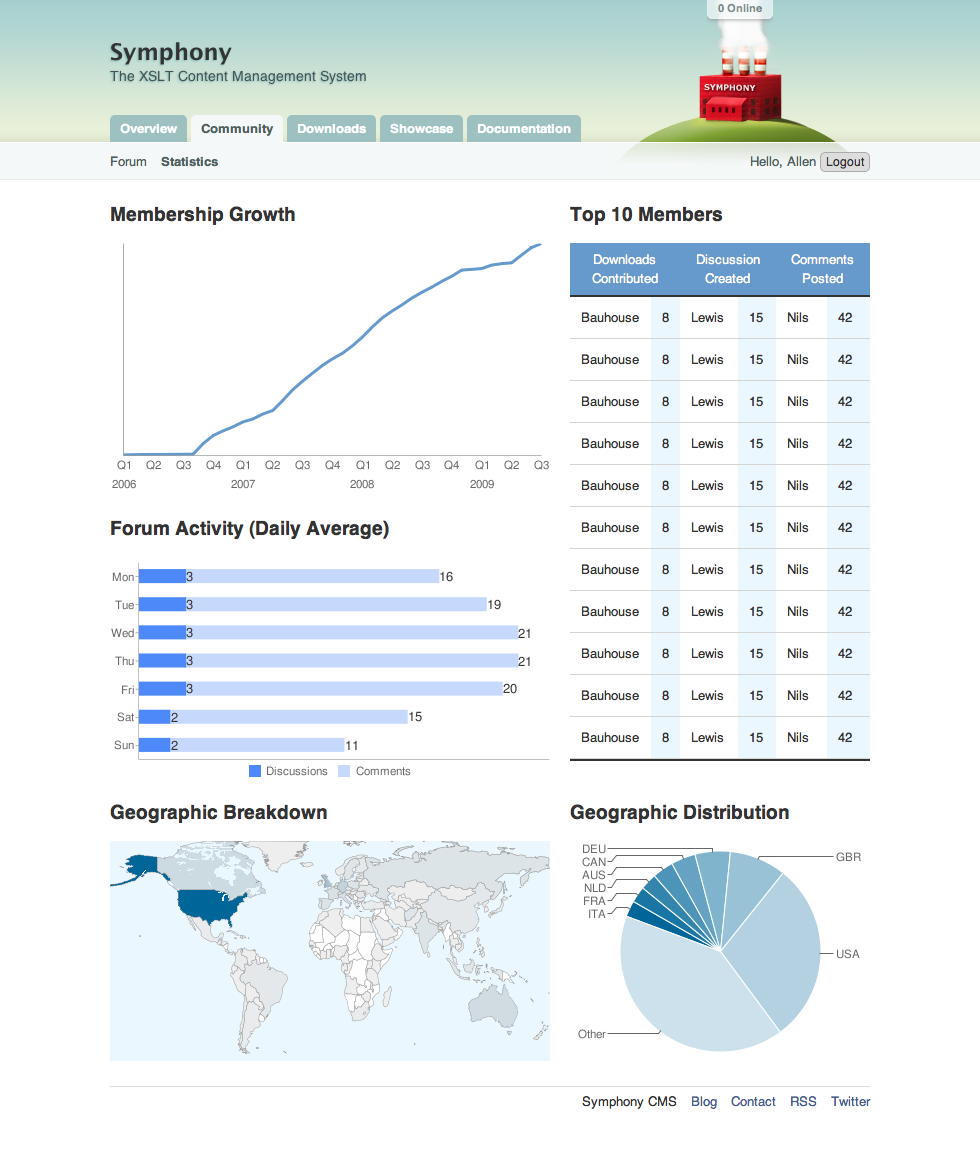 0 Online
Symphony
The XSLT Content Management System
SYMPHONY
Overview Community Downloads Showcase Documentation
Forum Statistics Hello, Allen Logout
Membership Growth
Q1 Q2 Q3 Q4 Q1 Q2 Q3 Q4 Q1 Q2 Q3 Q4 Q1 Q2 Q3
2006 2007 2008 2009
Top 10 Members
Downloads Discussion Comments
Contributed Created Posted
Bauhouse 8 Lewis 15 Nils 42
Bauhouse 8 Lewis 15 Nils 42
Bauhouse 8 Lewis 15 Nils 42
Bauhouse 8 Lewis 15 Nils 42
Bauhouse 8 Lewis 15 Nils 42
Bauhouse 8 Lewis 15 Nils 42
Bauhouse 8 Lewis 15 Nils 42
Bauhouse 8 Lewis 15 Nils 42
Bauhouse 8 Lewis 15 Nils 42
Bauhouse 8 Lewis 15 Nils 42
Bauhouse 8 Lewis 15 Nils 42
Forum Activity (Daily Average)
Mon 3 16
Tue 3 19
Wed 3 21
Thu 3 21
Fri 3 20
Sat 2 15
Sun 2 11
Discussions Comments
Geographic Breakdown
Geographic Distribution
DEU
CAN
AUS
NLD
FRA
ITA
GBR
USA
Other
Symphony CMS Blog Contact RSS Twitter